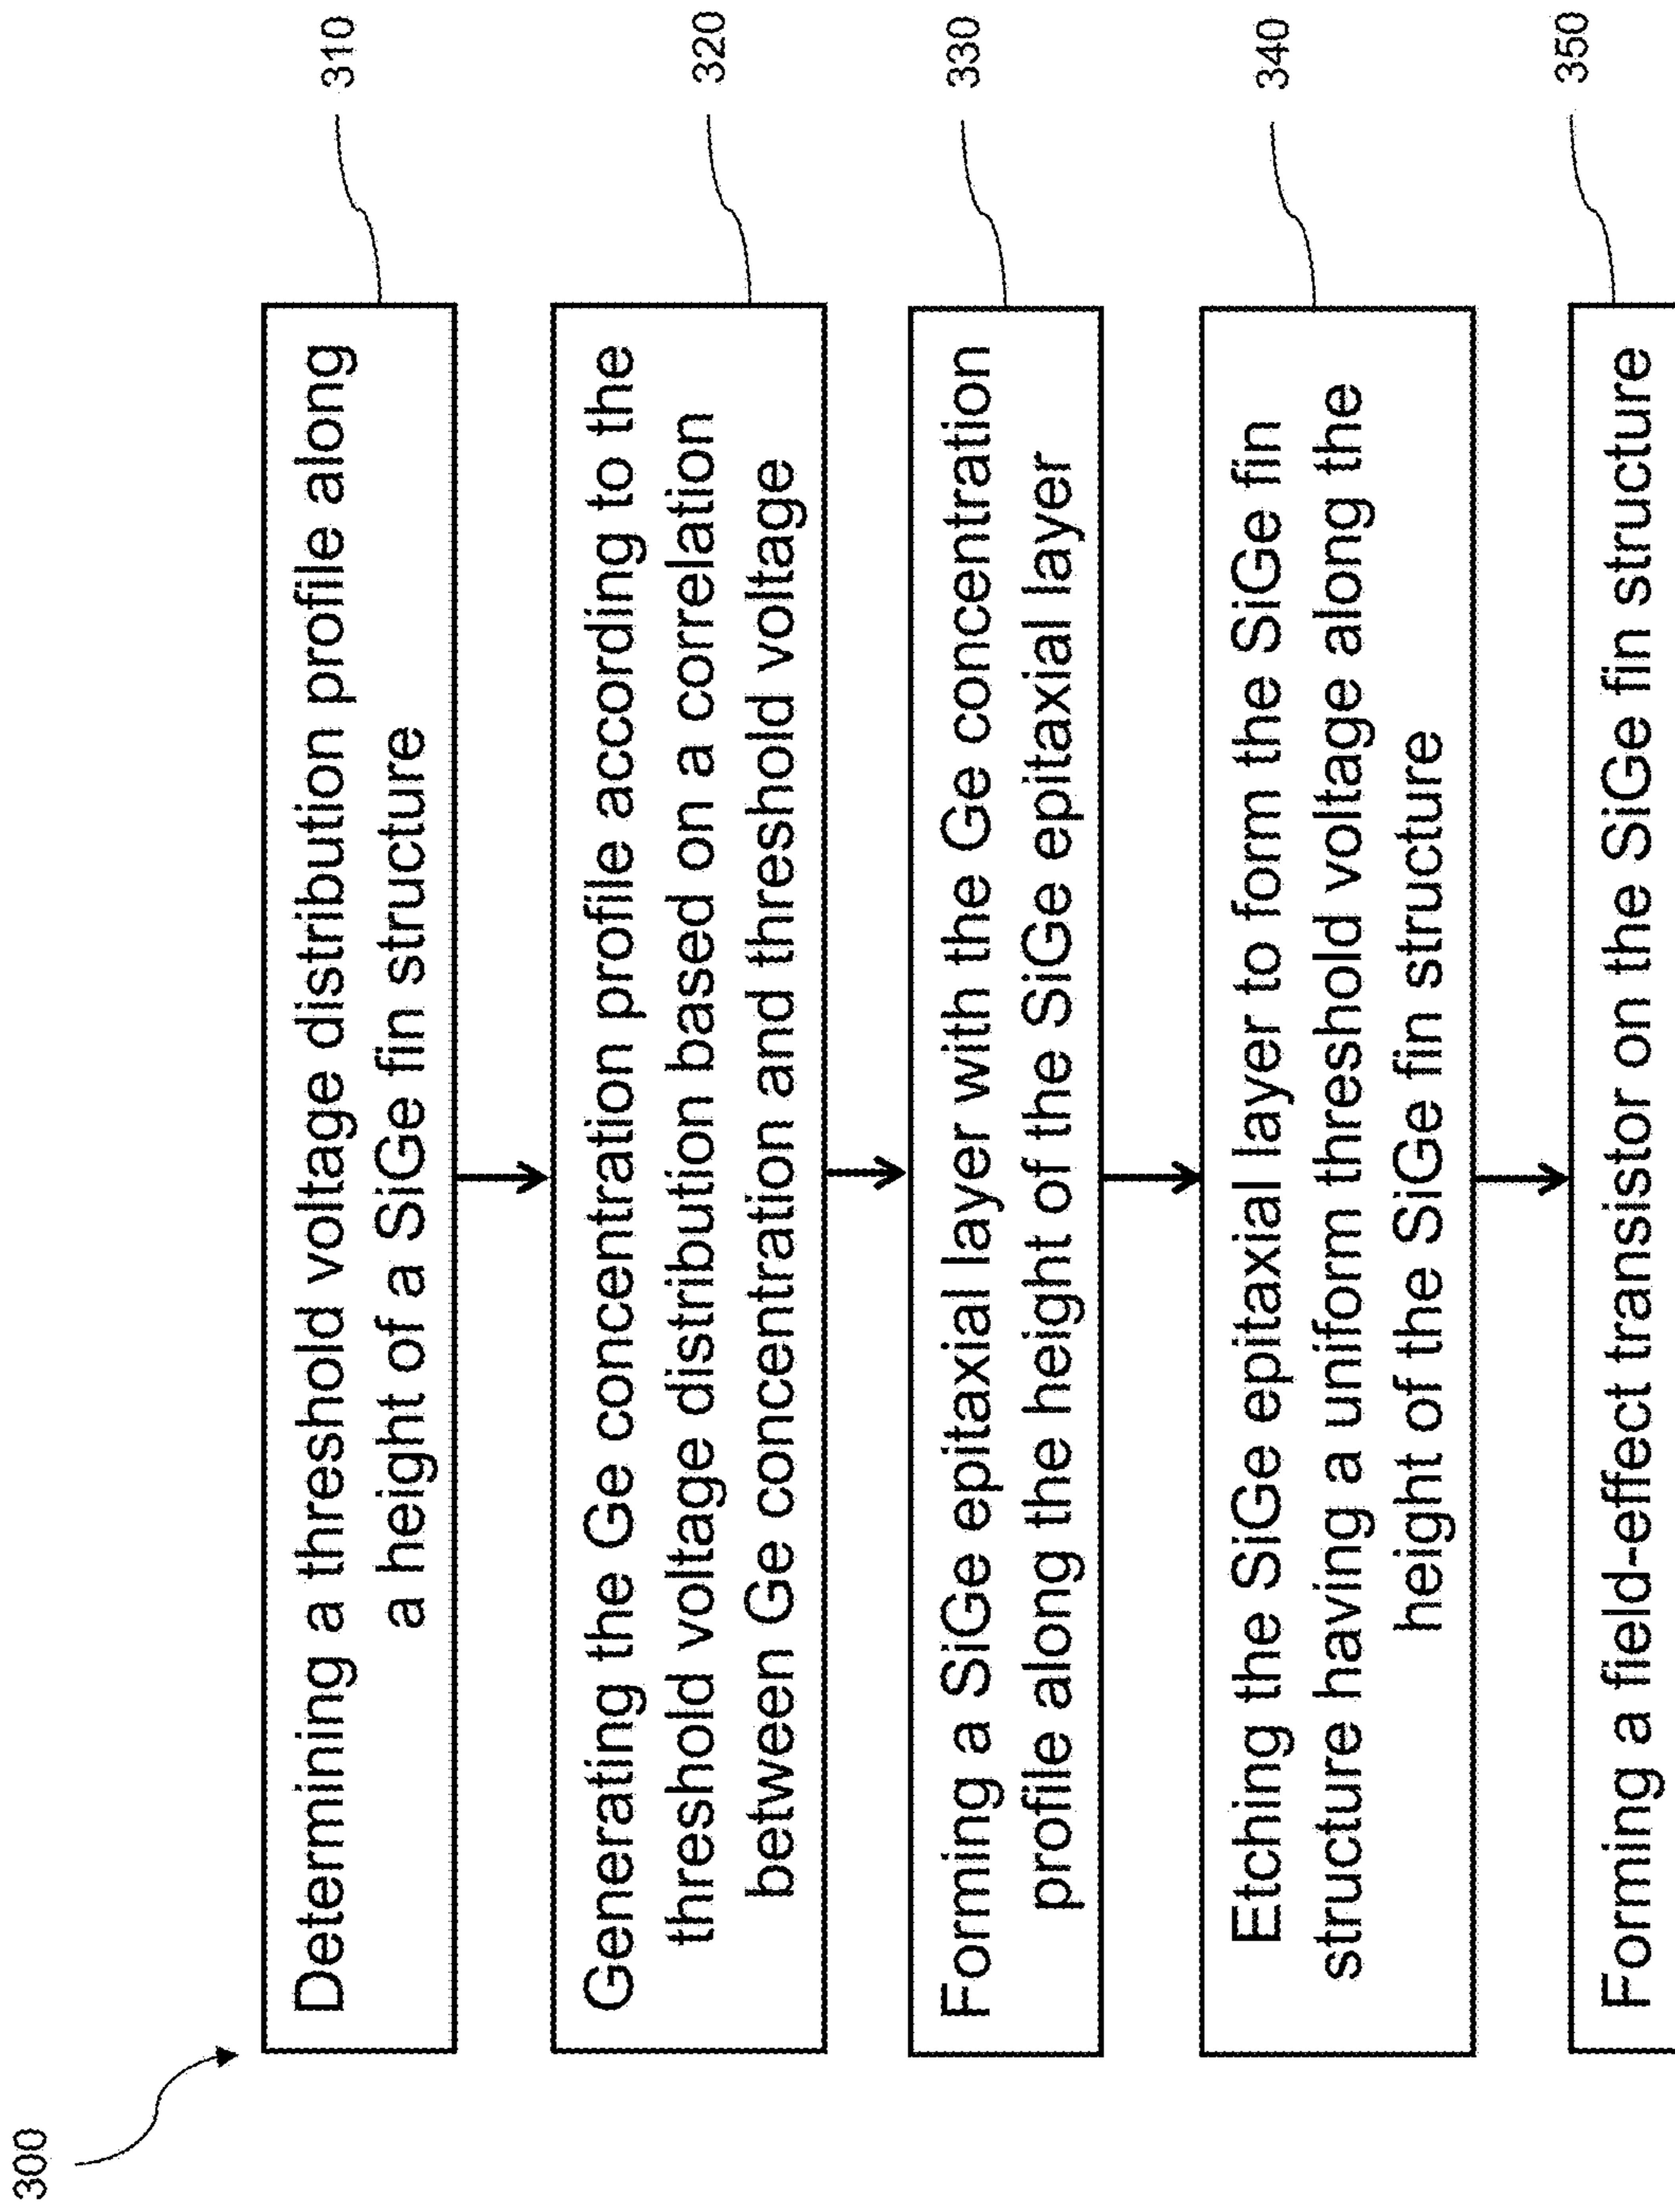 300
Determining a threshold voltage distribution profile along
a height of a SiGe fin structure
310
Generating the Ge concentration profile according to the
threshold voltage distribution based on a correlation
between Ge concentration and threshold voltage
320
Forming a SiGe epitaxial layer with the Ge concentration
profile along the height of the SiGe epitaxial layer
330
Etching the SiGe epitaxial layer to form the SiGe fin
structure having a uniform threshold voltage along the
height of the SiGe fin structure
340
Forming a field-effect transistor on the SiGe fin structure
350